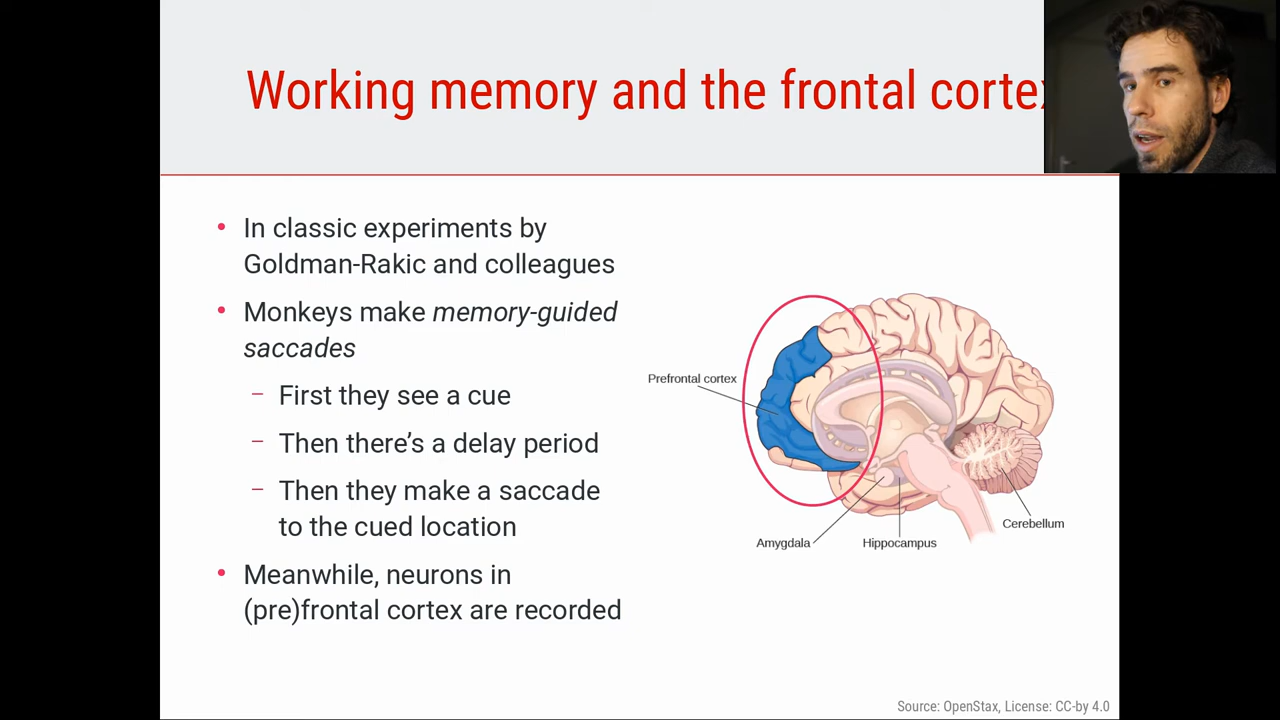 Working memory and the frontal cortex
• In classic experiments by
Goldman-Rakic and colleagues
• Monkeys make memory-guided
saccades
– First they see a cue
– Then there's a delay period
– Then they make a saccade
to the cued location
• Meanwhile, neurons in
(pre)frontal cortex are recorded
Prefrontal cortex
Amygdala
Hippocampus
Cerebellum
Source: OpenStax, License: CC-by 4.0